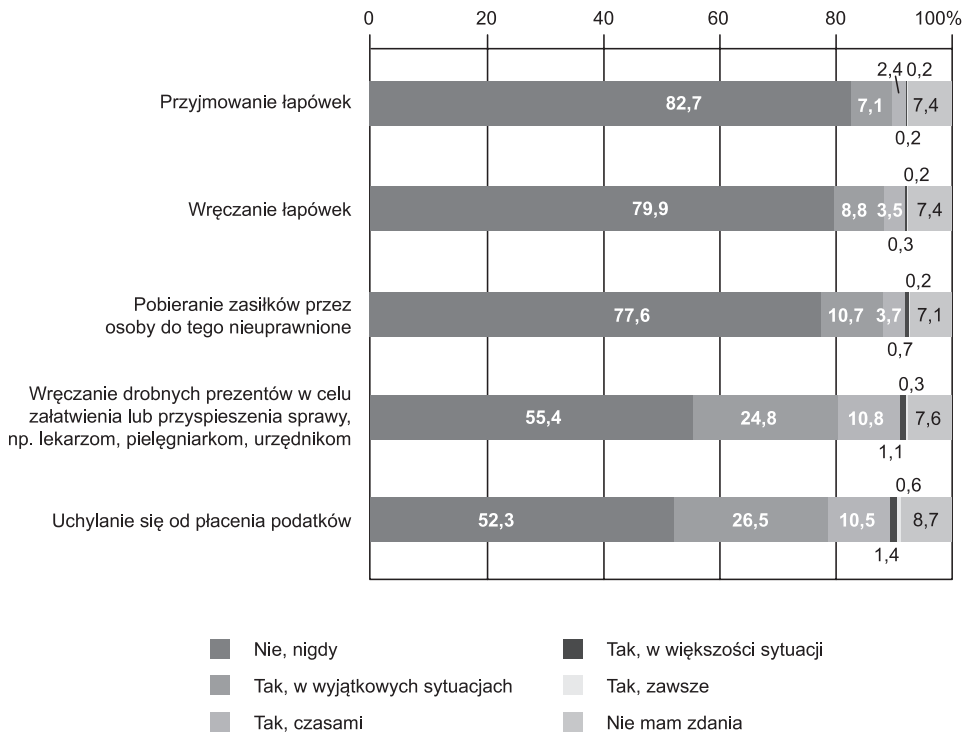 0 20 40 60 80 100%
2,4 0,2
Przyjmowanie łapówek 82,7 7,1 7,4
0,2
0,2
Wręczanie łapówek 79,9 8,8 3,5 7,4
0,3
0,2
Pobieranie zasiłków przez
osoby do tego nieuprawnione
77,6 10,7 3,7 7,1
0,7
Wręczanie drobnych prezentów w celu
załatwienia lub przyspieszenia sprawy,
np. lekarzom, pielęgniarkom, urzędnikom
0,3
55,4 24,8 10,8 7,6
1,1
0,6
Uchylanie się od płacenia podatków 52,3 26,5 10,5 8,7
1,4
Nie, nigdy
Tak, w wyjątkowych sytuacjach
Tak, czasami
Tak, w większości sytuacji
Tak, zawsze
Nie mam zdania